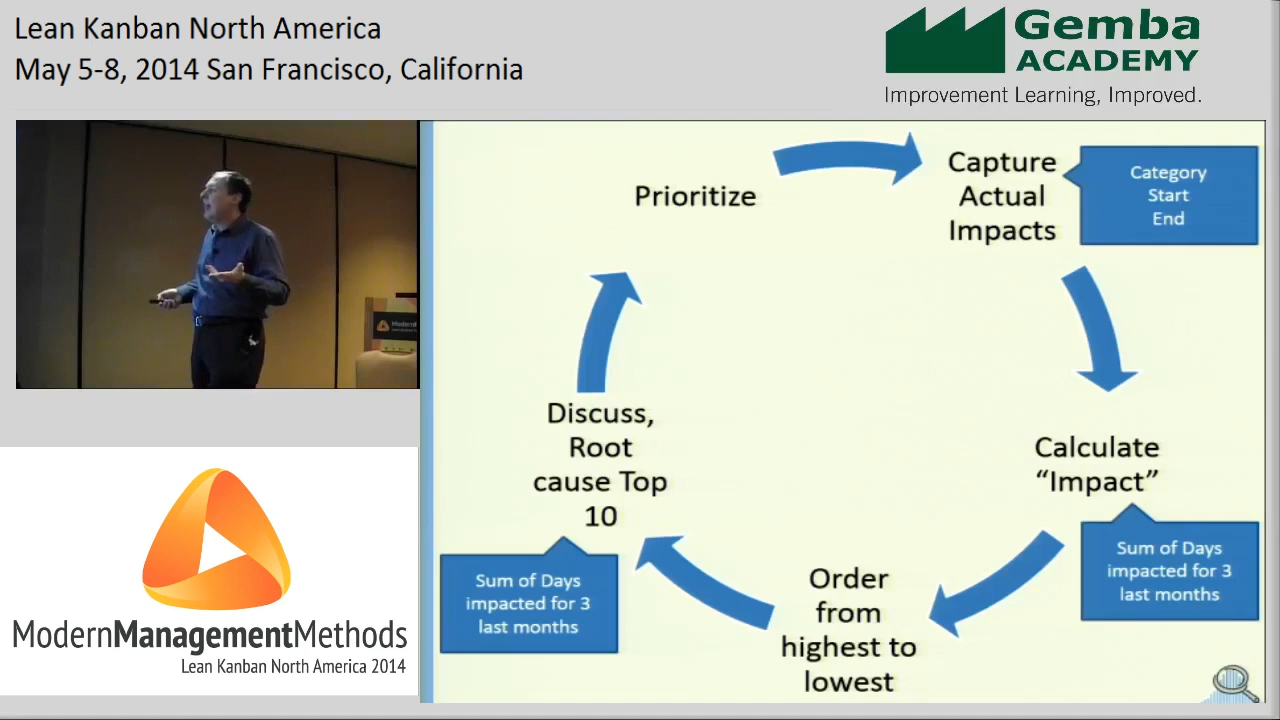 Lean Kanban North America
May 5-8, 2014 San Francisco, California
Gemba
ACADEMY
Improvement Learning, Improved.
Prioritize
Capture
Actual
Impacts
Category
Start
End
Calculate
“Impact”
Sum of Days
impacted for 3
last months
Order
from
highest to
lowest
Discuss,
Root
cause Top
10
Sum of Days
impacted for 3
last months
ModernManagementMethods
Lean Kanban North America 2014